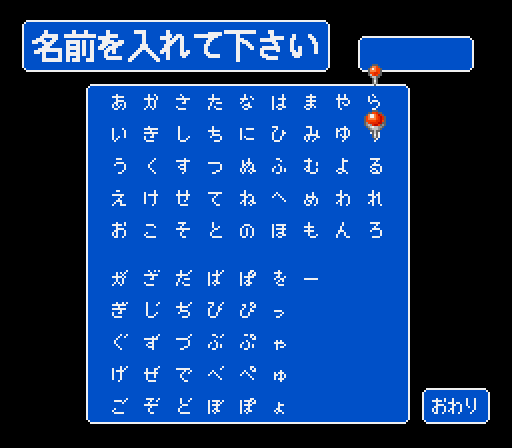 名前を入れて下さい
あ か さ た な は ま や ら
い き し ち に ひ み ゆ
う く す つ ぬ ふ む よ る
え け せ て ね へ め わ れ
お こ そ と の ほ も ん ろ
が ざ だ ば ぱ を ー
ぎ じ ぢ び ぴ っ
ぐ ず づ ぶ ぷ ゃ
げ ぜ で べ ぺ ゅ
ご ぞ ど ぼ ぽ ょ
おわり